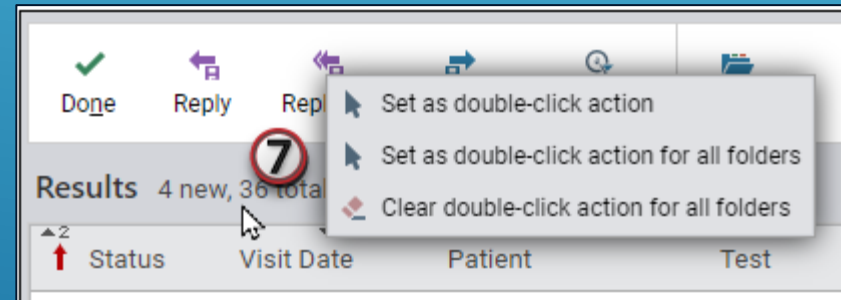 Done Reply Repl
Set as double-click action
Set as double-click action for all folders
Clear double-click action for all folders
7
Results 4 new, 36 total
2
Status Visit Date Patient Test